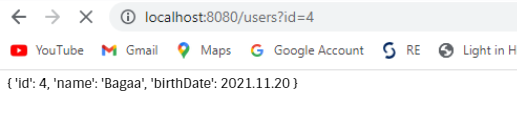 localhost:8080/users?id=4
YouTube Gmail Maps Google Account RE Light in H
{ 'id': 4, 'name': 'Bagaa', 'birthDate': 2021.11.20 }